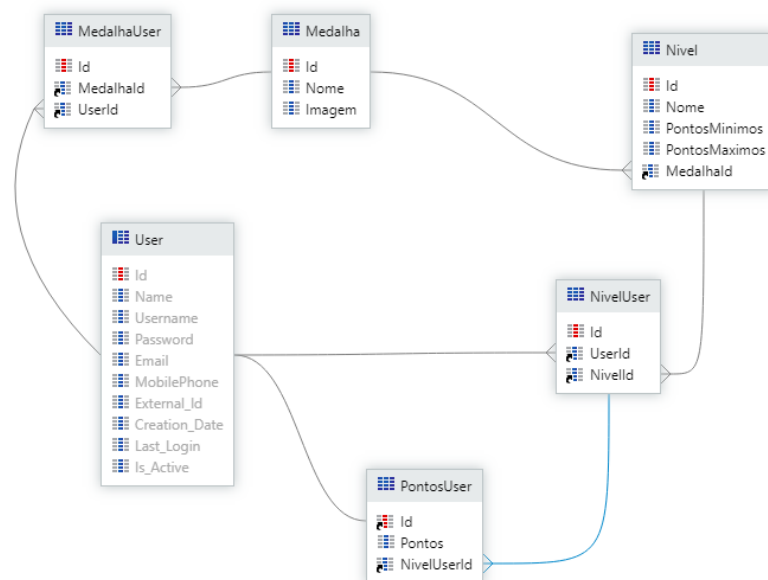 MedalhaUser
Id
MedalhaId
UserId
Medalha
Id
Nome
Imagem
Nivel
Id
Nome
PontosMinimos
PontosMaximos
MedalhaId
User
Id
Name
Username
Password
Email
MobilePhone
External_Id
Creation_Date
Last_Login
Is_Active
NivelUser
Id
UserId
NivelId
PontosUser
Id
Pontos
NivelUserId